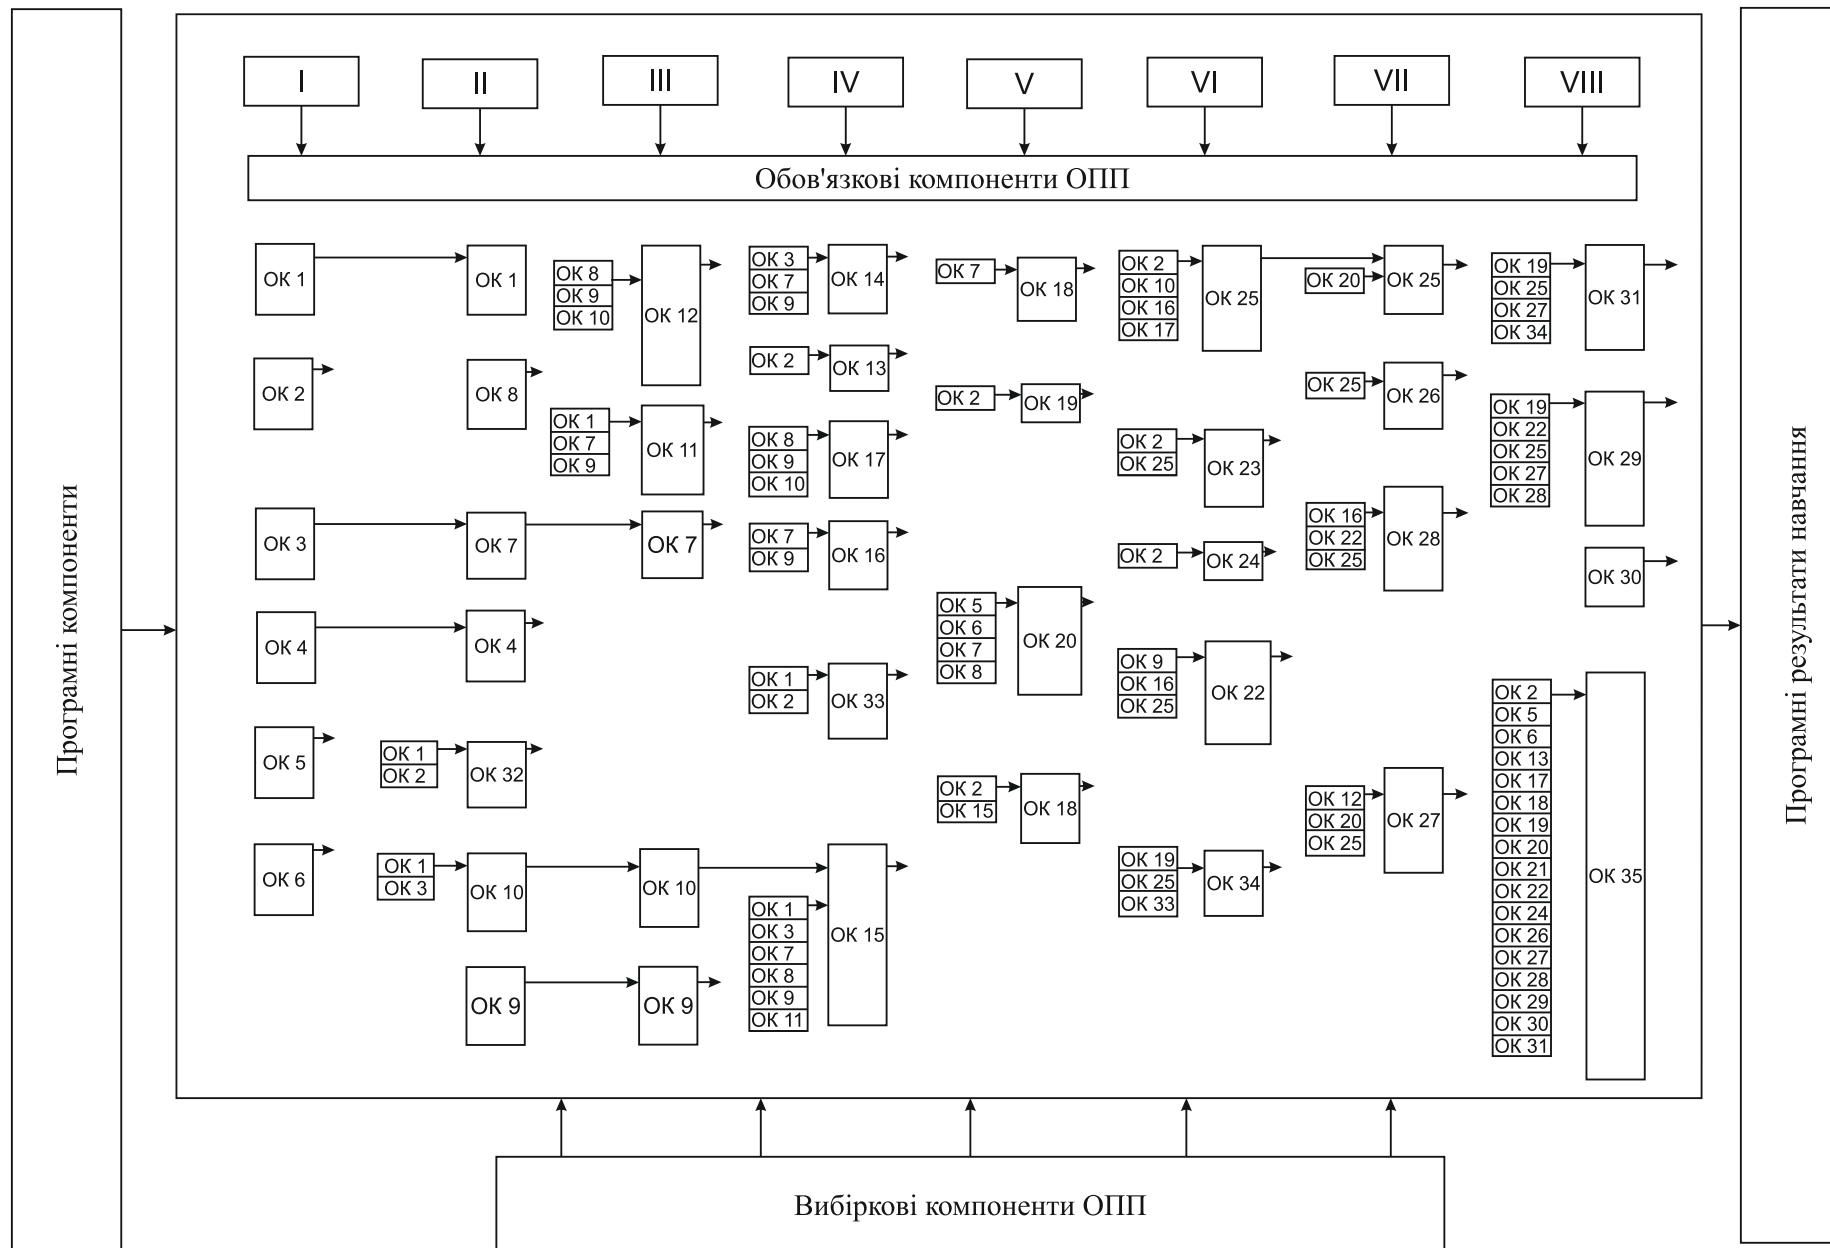 Програмні компоненти
I
II
III
IV
V
VI
VII
VIII
Обов'язкові компоненти ОПП
ОК 1
ОК 2
ОК 3
ОК 4
ОК 5
ОК 6
ОК 1
ОК 8
ОК 7
ОК 4
ОК 1
ОК 2
ОК 32
ОК 1
ОК 3
ОК 10
ОК 9
ОК 8
ОК 9
ОК 10
ОК 12
ОК 1
ОК 7
ОК 9
ОК 11
ОК 7
ОК 10
ОК 9
ОК 3
ОК 7
ОК 9
ОК 14
ОК 2
ОК 13
ОК 8
ОК 9
ОК 10
ОК 17
ОК 7
ОК 9
ОК 16
ОК 1
ОК 2
ОК 33
ОК 1
ОК 3
ОК 7
ОК 8
ОК 9
ОК 11
ОК 15
ОК 7
ОК 18
ОК 2
ОК 19
ОК 5
ОК 6
ОК 7
ОК 8
ОК 20
ОК 2
ОК 15
ОК 18
ОК 2
ОК 10
ОК 16
ОК 17
ОК 25
ОК 2
ОК 25
ОК 23
ОК 2
ОК 24
ОК 9
ОК 16
ОК 25
ОК 22
ОК 19
ОК 25
ОК 33
ОК 34
ОК 20
ОК 25
ОК 25
ОК 26
ОК 16
ОК 22
ОК 25
ОК 28
ОК 12
ОК 20
ОК 25
ОК 27
ОК 19
ОК 25
ОК 27
ОК 34
ОК 31
ОК 19
ОК 22
ОК 25
ОК 27
ОК 28
ОК 29
ОК 30
ОК 2
ОК 5
ОК 6
ОК 13
ОК 17
ОК 18
ОК 19
ОК 20
ОК 21
ОК 22
ОК 24
ОК 26
ОК 27
ОК 28
ОК 29
ОК 30
ОК 31
ОК 35
Вибіркові компоненти ОПП
Програмні результати навчання